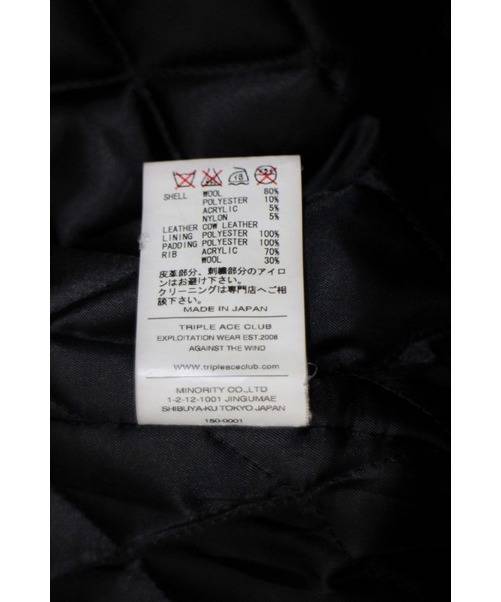 SHELL WOOL 80%
POLYESTER 10%
ACRYLIC 5%
NYLON 5%
LEATHER COW LEATHER
LINING POLYESTER 100%
PADDING POLYESTER 100%
RIB ACRYLIC 70%
WOOL 30%
皮革部分、刺繍部分のアイロ
ンはお避け下さい。
クリーニングは専門店へご相
談下さい。
MADE IN JAPAN
TRIPLE ACE CLUB
EXPLOITATION WEAR EST.2008
AGAINST THE WIND
www.tripleaceclub.com
MINORITY CO,.LTD
1-2-12-1001 JINGUMAE
SHIBUYA-KU TOKYO JAPAN
150-0001